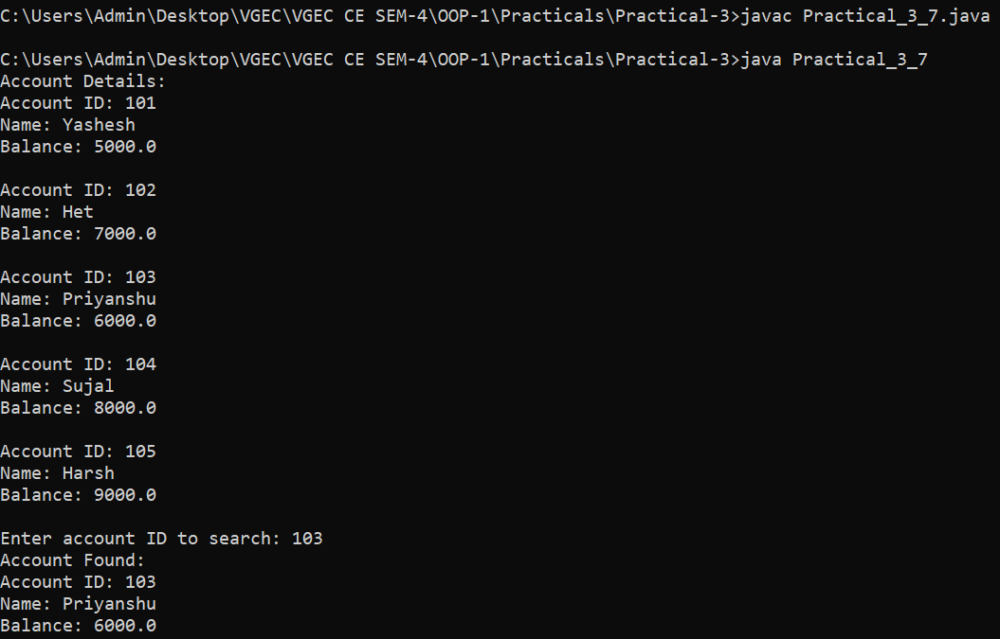 C:\Users\Admin\Desktop\VGEC\VGEC CE SEM-4\OOP-1\Practicals\Practical-3>javac Practical_3_7.java
C:\Users\Admin\Desktop\VGEC\VGEC CE SEM-4\OOP-1\Practicals\Practical-3>java Practical_3_7
Account Details:
Account ID: 101
Name: Yashesh
Balance: 5000.0
Account ID: 102
Name: Het
Balance: 7000.0
Account ID: 103
Name: Priyanshu
Balance: 6000.0
Account ID: 104
Name: Sujal
Balance: 8000.0
Account ID: 105
Name: Harsh
Balance: 9000.0
Enter account ID to search: 103
Account Found:
Account ID: 103
Name: Priyanshu
Balance: 6000.0